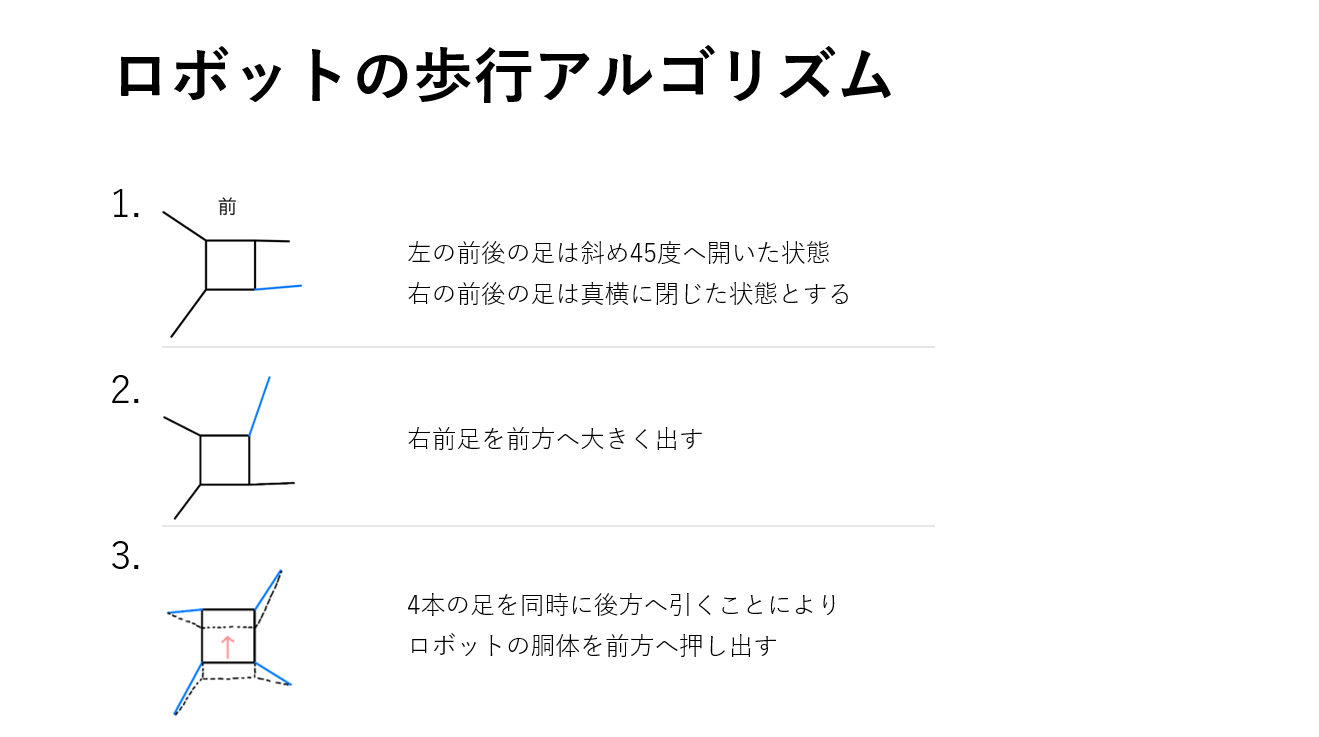 ロボットの歩行アルゴリズム
1.
前
左の前後の足は斜め45度へ開いた状態
右の前後の足は真横に閉じた状態とする
2.
右前足を前方へ大きく出す
3.
4本の足を同時に後方へ引くことにより
ロボットの胴体を前方へ押し出す